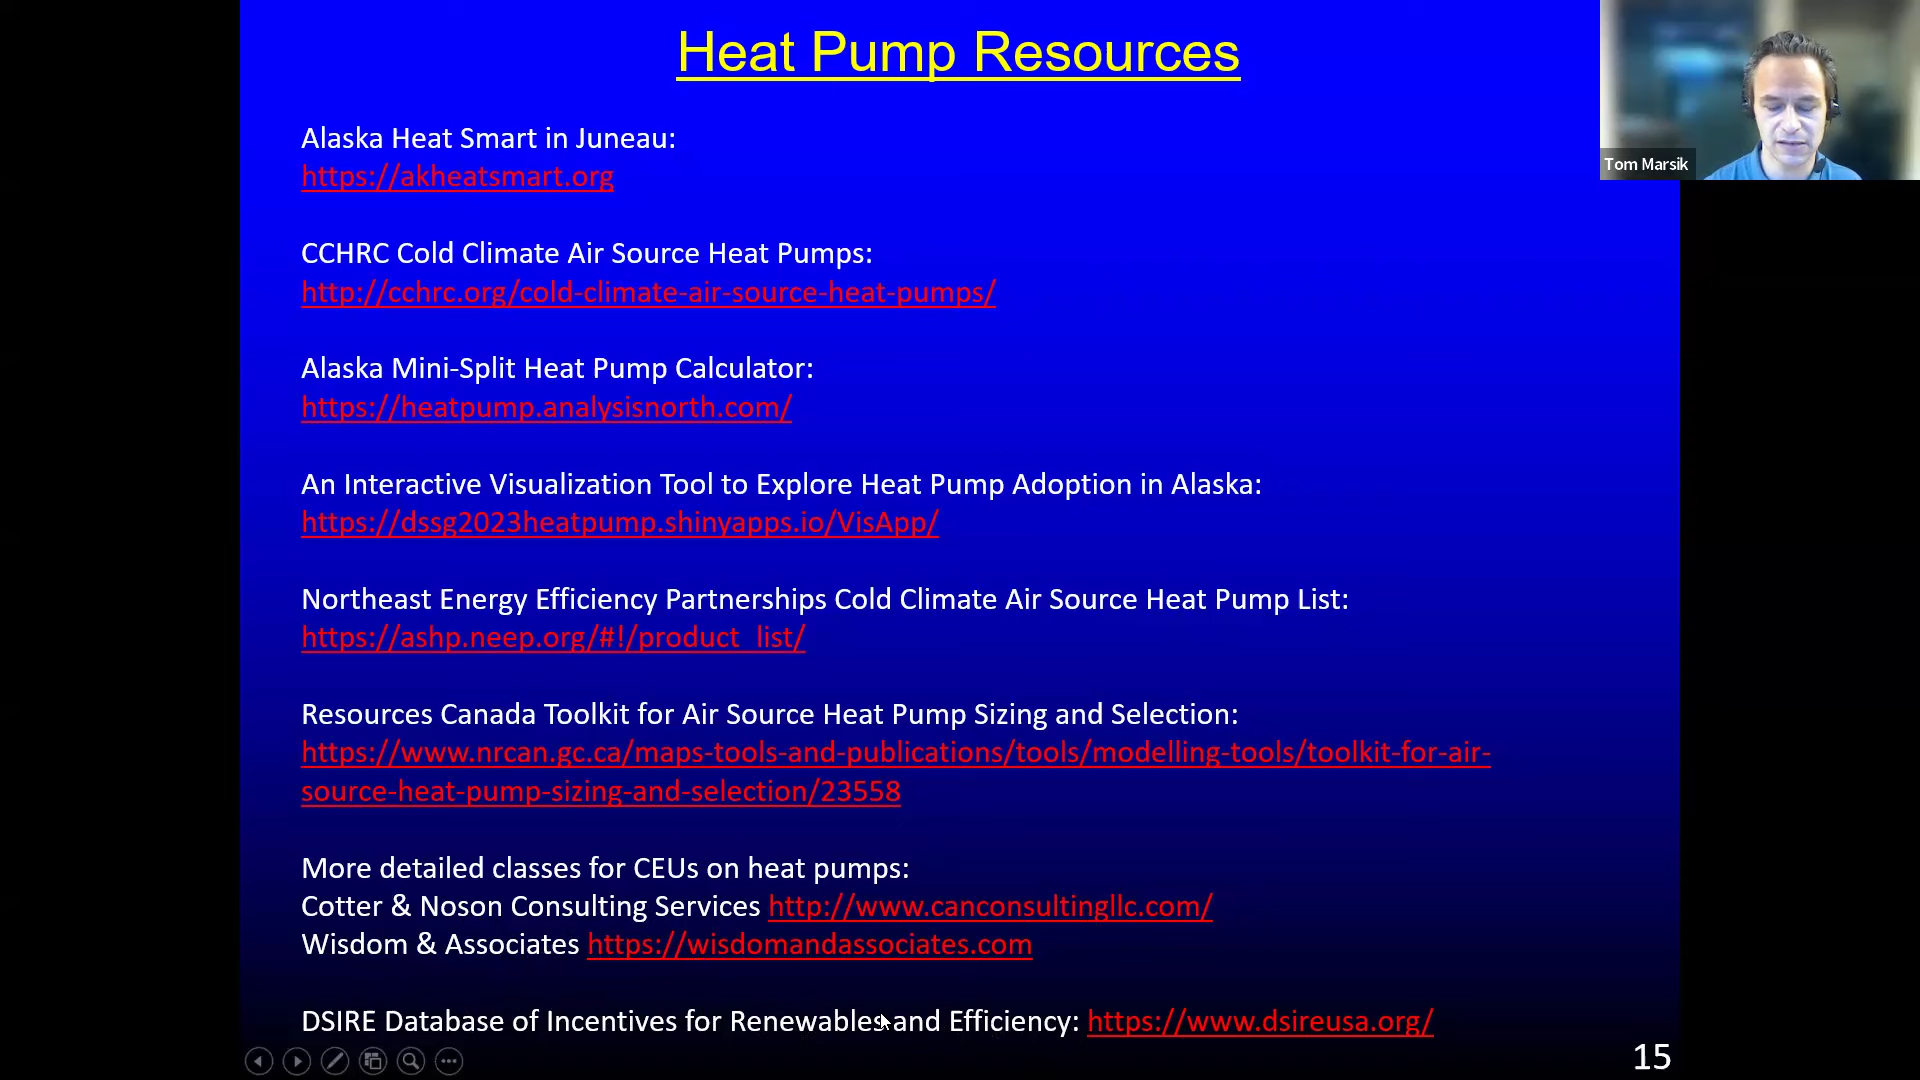 Heat Pump Resources
Tom Marsik
Alaska Heat Smart in Juneau:
https://akheatsmart.org
CCHRC Cold Climate Air Source Heat Pumps:
http://cchrc.org/cold-climate-air-source-heat-pumps/
Alaska Mini-Split Heat Pump Calculator:
https://heatpump.analysisnorth.com/
An Interactive Visualization Tool to Explore Heat Pump Adoption in Alaska:
https://dssg2023heatpump.shinyapps.io/VisApp/
Northeast Energy Efficiency Partnerships Cold Climate Air Source Heat Pump List:
https://ashp.neep.org/#!/product_list/
Resources Canada Toolkit for Air Source Heat Pump Sizing and Selection:
https://www.nrcan.gc.ca/maps-tools-and-publications/tools/modelling-tools/toolkit-for-air-
source-heat-pump-sizing-and-selection/23558
More detailed classes for CEUs on heat pumps:
Cotter & Noson Consulting Services http://www.canconsultingllc.com/
Wisdom & Associates https://wisdomandassociates.com
DSIRE Database of Incentives for Renewables and Efficiency: https://www.dsireusa.org/
15